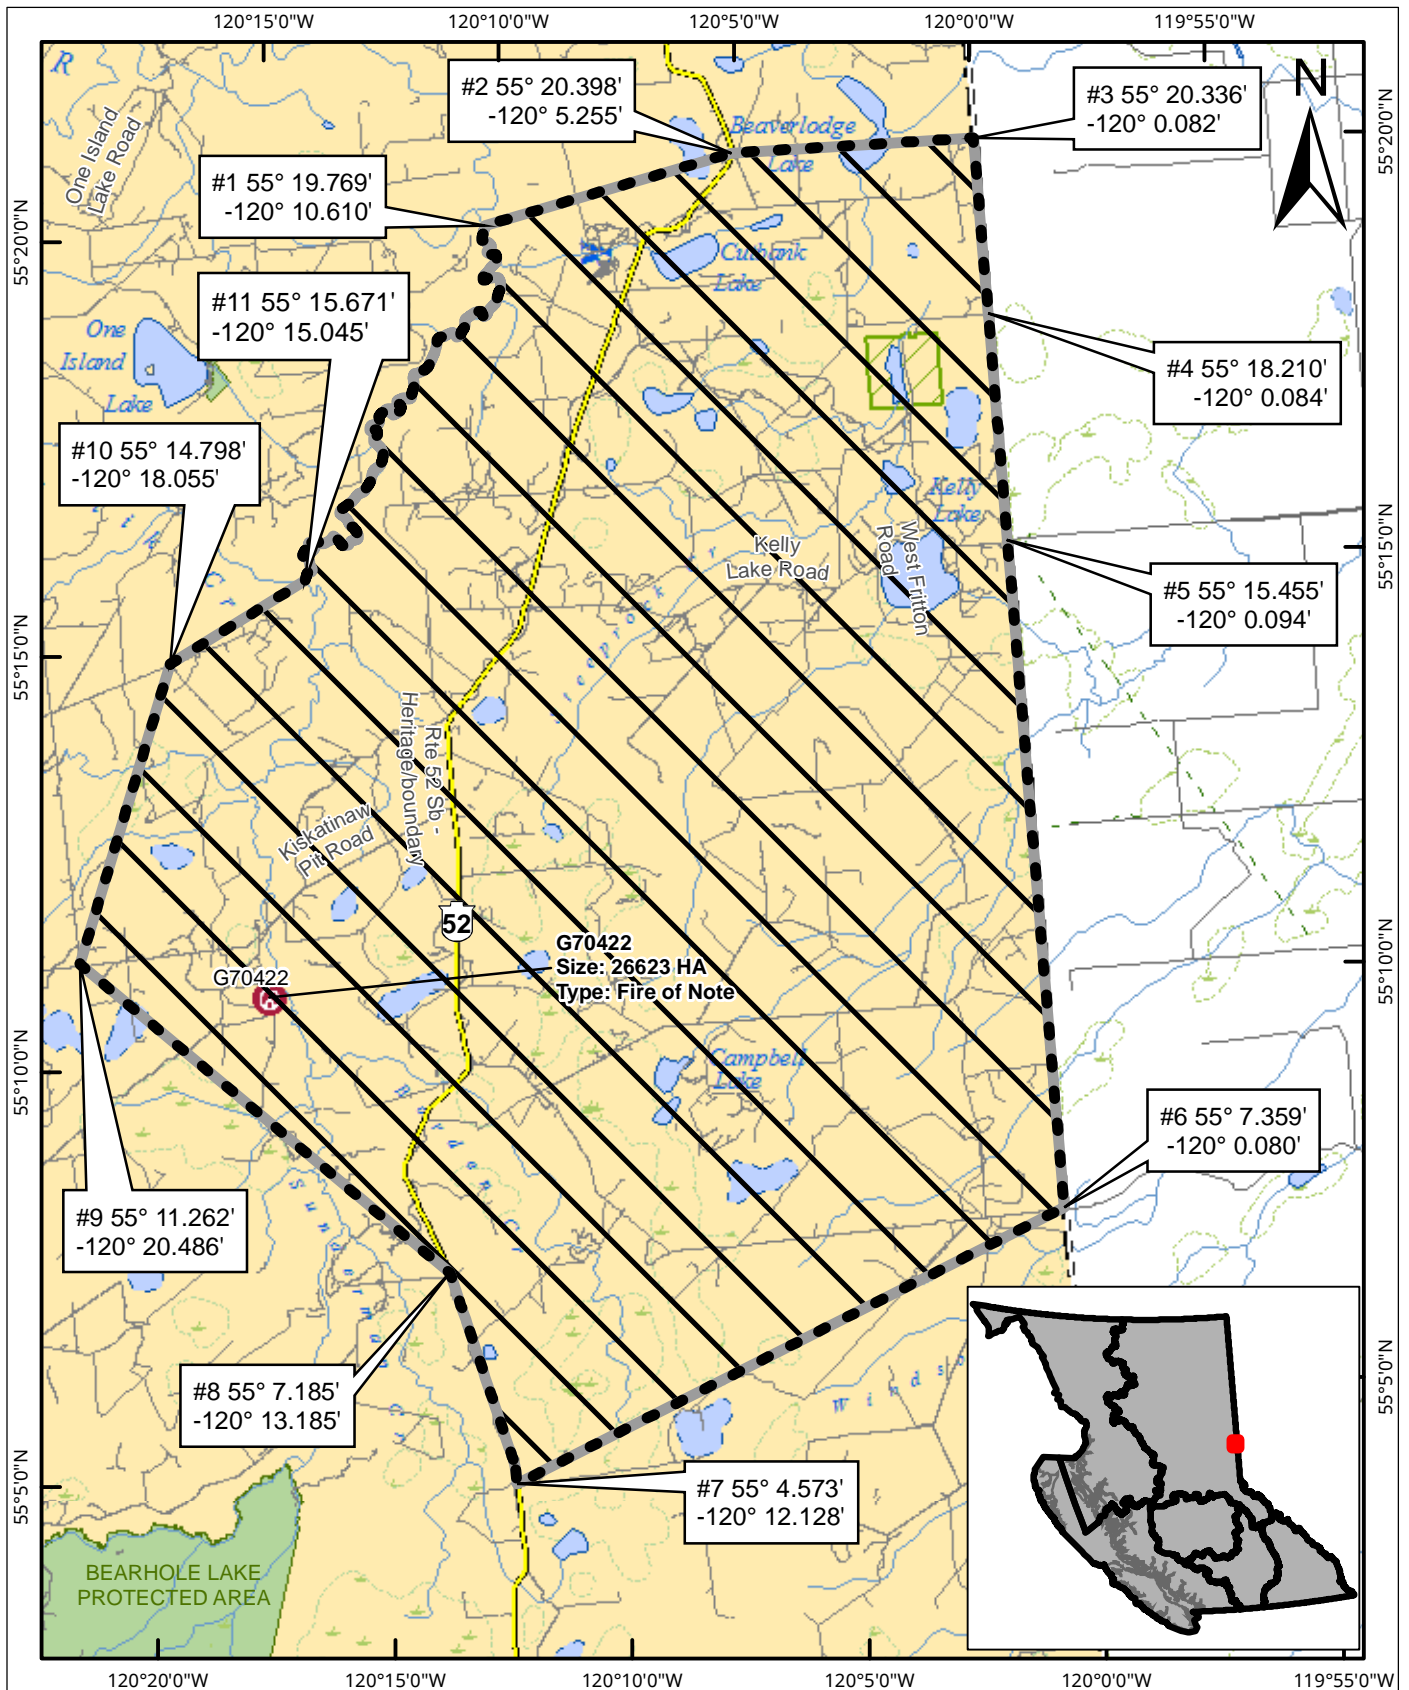 120°15'0"W
120°10'0"W
120°5'0"W
120°0'0"W
119°55'0"W
R
#2 55° 20.398'
-120° 5.255'
#3 55° 20.336'
-120° 0.082'
N
One Island
Lake Road
Beaverlodge
Lake
55°20'0"N
#1 55° 19.769'
-120° 10.610'
55°20'0"N
Cutbank
Lake
#11 55° 15.671'
-120° 15.045'
One
Island
Lake
#4 55° 18.210'
-120° 0.084'
#10 55° 14.798'
-120° 18.055'
Kelly
Lake
55°15'0"N
Kelly
Lake Road
West Fritton
Road
#5 55° 15.455'
-120° 0.094'
55°15'0"N
Rte 52 Sb -
Heritage/boundary
Kiskatinaw
Pit Road
52
G70422
Size: 26623 HA
Type: Fire of Note
G70422
55°10'0"N
55°10'0"N
Campbell
Lake
#6 55° 7.359'
-120° 0.080'
#9 55° 11.262'
-120° 20.486'
Sunderman Cr
#8 55° 7.185'
-120° 13.185'
55°5'0"N
Winds
#7 55° 4.573'
-120° 12.128'
55°5'0"N
BEARHOLE LAKE
PROTECTED AREA
120°20'0"W
120°15'0"W
120°10'0"W
120°5'0"W
120°0'0"W
119°55'0"W